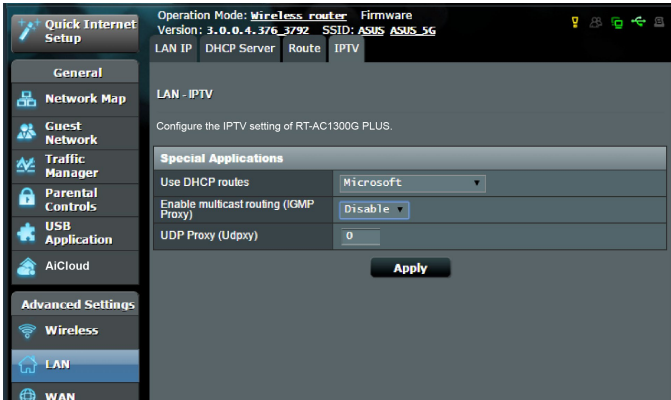 Quick Internet
Setup
Operation Mode: Wireless router Firmware
Version: 3.0.0.4.376_3792 SSID: ASUS ASUS_5G
LAN IP DHCP Server Route IPTV
General
Network Map
Guest
Network
Traffic
Manager
Parental
Controls
USB
Application
AiCloud
Advanced Settings
Wireless
LAN
WAN
LAN - IPTV
Configure the IPTV setting of RT-AC1300G PLUS.
Special Applications
Use DHCP routes Microsoft
Enable multicast routing (IGMP
Proxy) Disable
UDP Proxy (Udpxy) 0
Apply